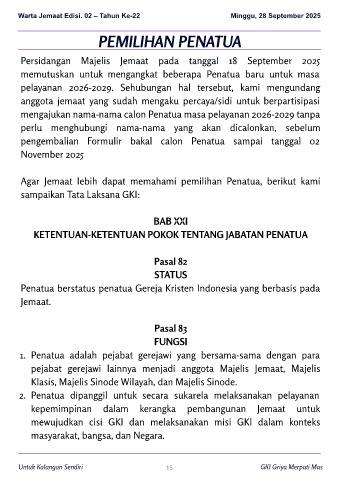 Warta Jemaat Edisi. 02 – Tahun Ke-22 Minggu, 28 September 2025
PEMILIHAN PENATUA
Persidangan Majelis Jemaat pada tanggal 18 September 2025
memutuskan untuk mengangkat beberapa Penatua baru untuk masa
pelayanan 2026-2029. Sehubungan hal tersebut, kami mengundang
anggota jemaat yang sudah mengaku percaya/sidi untuk berpartisipasi
mengajukan nama-nama calon Penatua masa pelayanan 2026-2029 tanpa
perlu menghubungi nama-nama yang akan dicalonkan, sebelum
pengembalian Formulir bakal calon Penatua sampai tanggal 02
November 2025
Agar Jemaat lebih dapat memahami pemilihan Penatua, berikut kami
sampaikan Tata Laksana GKI:
BAB XXI
KETENTUAN-KETENTUAN POKOK TENTANG JABATAN PENATUA
Pasal 82
STATUS
Penatua berstatus penatua Gereja Kristen Indonesia yang berbasis pada
Jemaat.
Pasal 83
FUNGSI
1. Penatua adalah pejabat gerejawi yang bersama-sama dengan para
pejabat gerejawi lainnya menjadi anggota Majelis Jemaat, Majelis
Klasis, Majelis Sinode Wilayah, dan Majelis Sinode.
2. Penatua dipanggil untuk secara sukarela melaksanakan pelayanan
kepemimpinan dalam kerangka pembangunan Jemaat untuk
mewujudkan cisi GKI dan melaksanakan misi GKI dalam konteks
masyarakat, bangsa, dan Negara.
Untuk Kalangan Sendiri 15 GKI Griya Merpati Mas